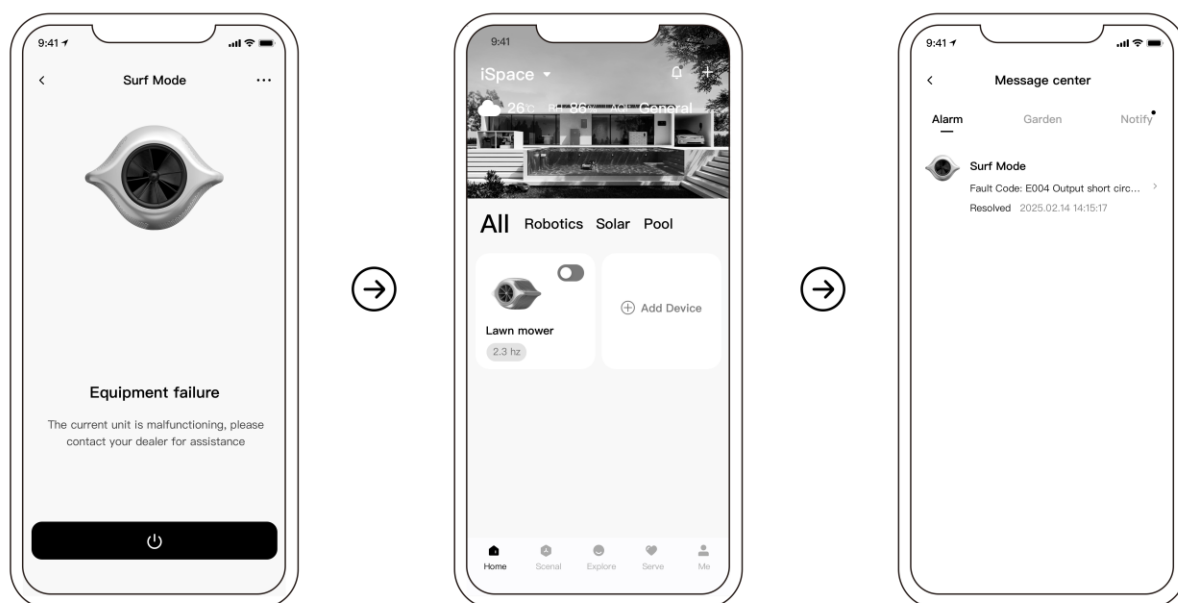 9:41
Surf Mode
Equipment failure
The current unit is malfunctioning, please
contact your dealer for assistance
9:41
iSpace
26°C RH 86% AQI General
All Robotics Solar Pool
Lawn mower
2.3 hz
Add Device
Home Scenal Explore Serve Me
9:41
Message center
Alarm Garden Notify
Surf Mode
Fault Code: E004 Output short circ...
Resolved 2025.02.14 14:15:17